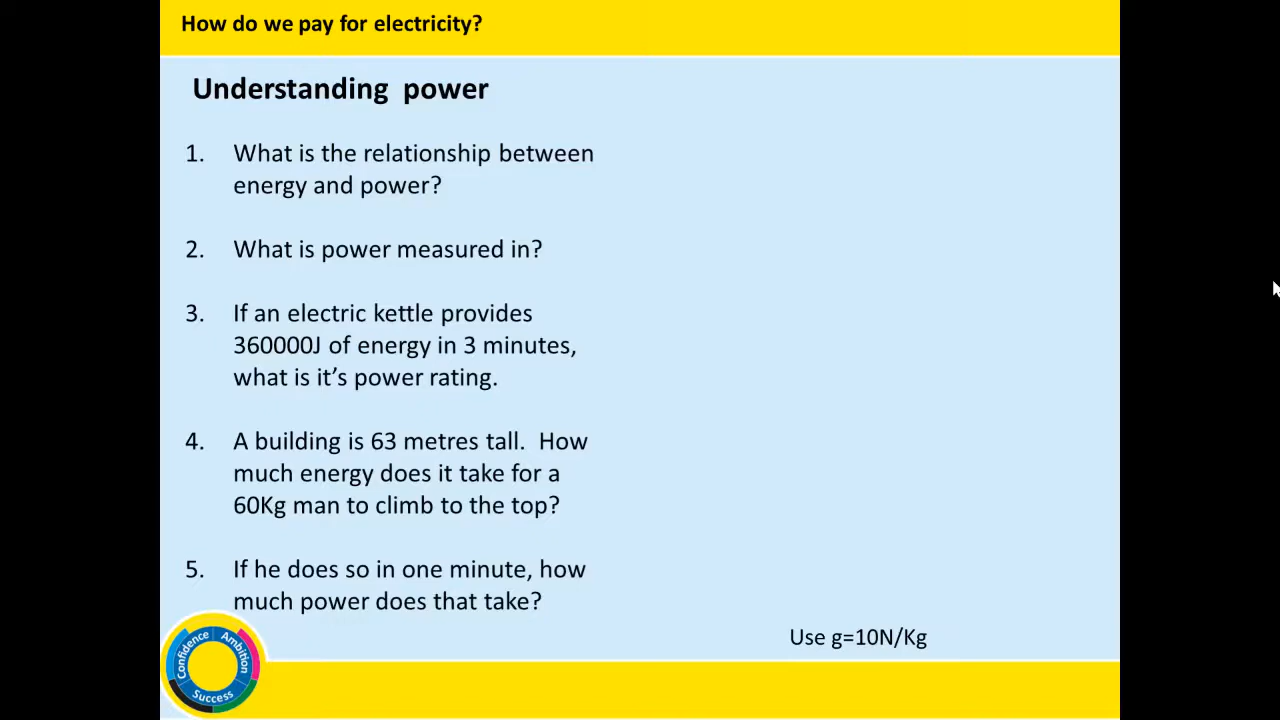 How do we pay for electricity?
Understanding power
1. What is the relationship between
energy and power?
2. What is power measured in?
3. If an electric kettle provides
360000J of energy in 3 minutes,
what is it’s power rating.
4. A building is 63 metres tall. How
much energy does it take for a
60Kg man to climb to the top?
5. If he does so in one minute, how
much power does that take?
Use g=10N/Kg
Confidence
Ambition
Success